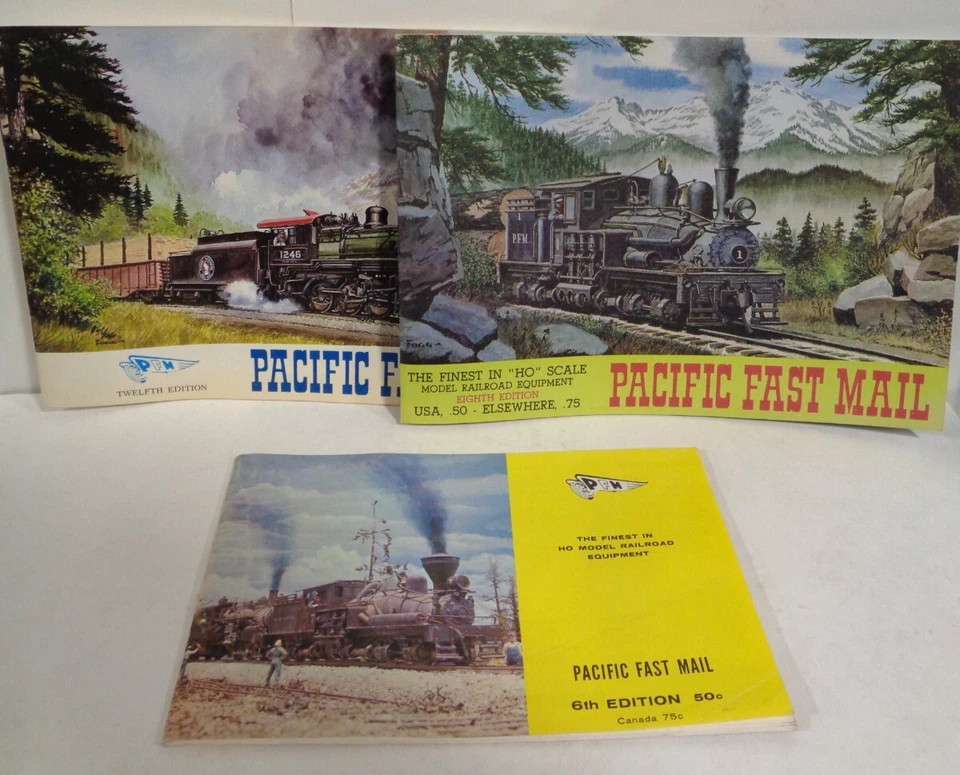 1246
PFM
TWELFTH EDITION
PACIFIC F
P.F.M.
1
FOGG
THE FINEST IN "HO" SCALE
MODEL RAILROAD EQUIPMENT
EIGHTH EDITION
USA, .50 - ELSEWHERE, .75
PACIFIC FAST MAIL
PFM
THE FINEST IN
HO MODEL RAILROAD
EQUIPMENT
PACIFIC FAST MAIL
6th EDITION 50c
Canada 75c